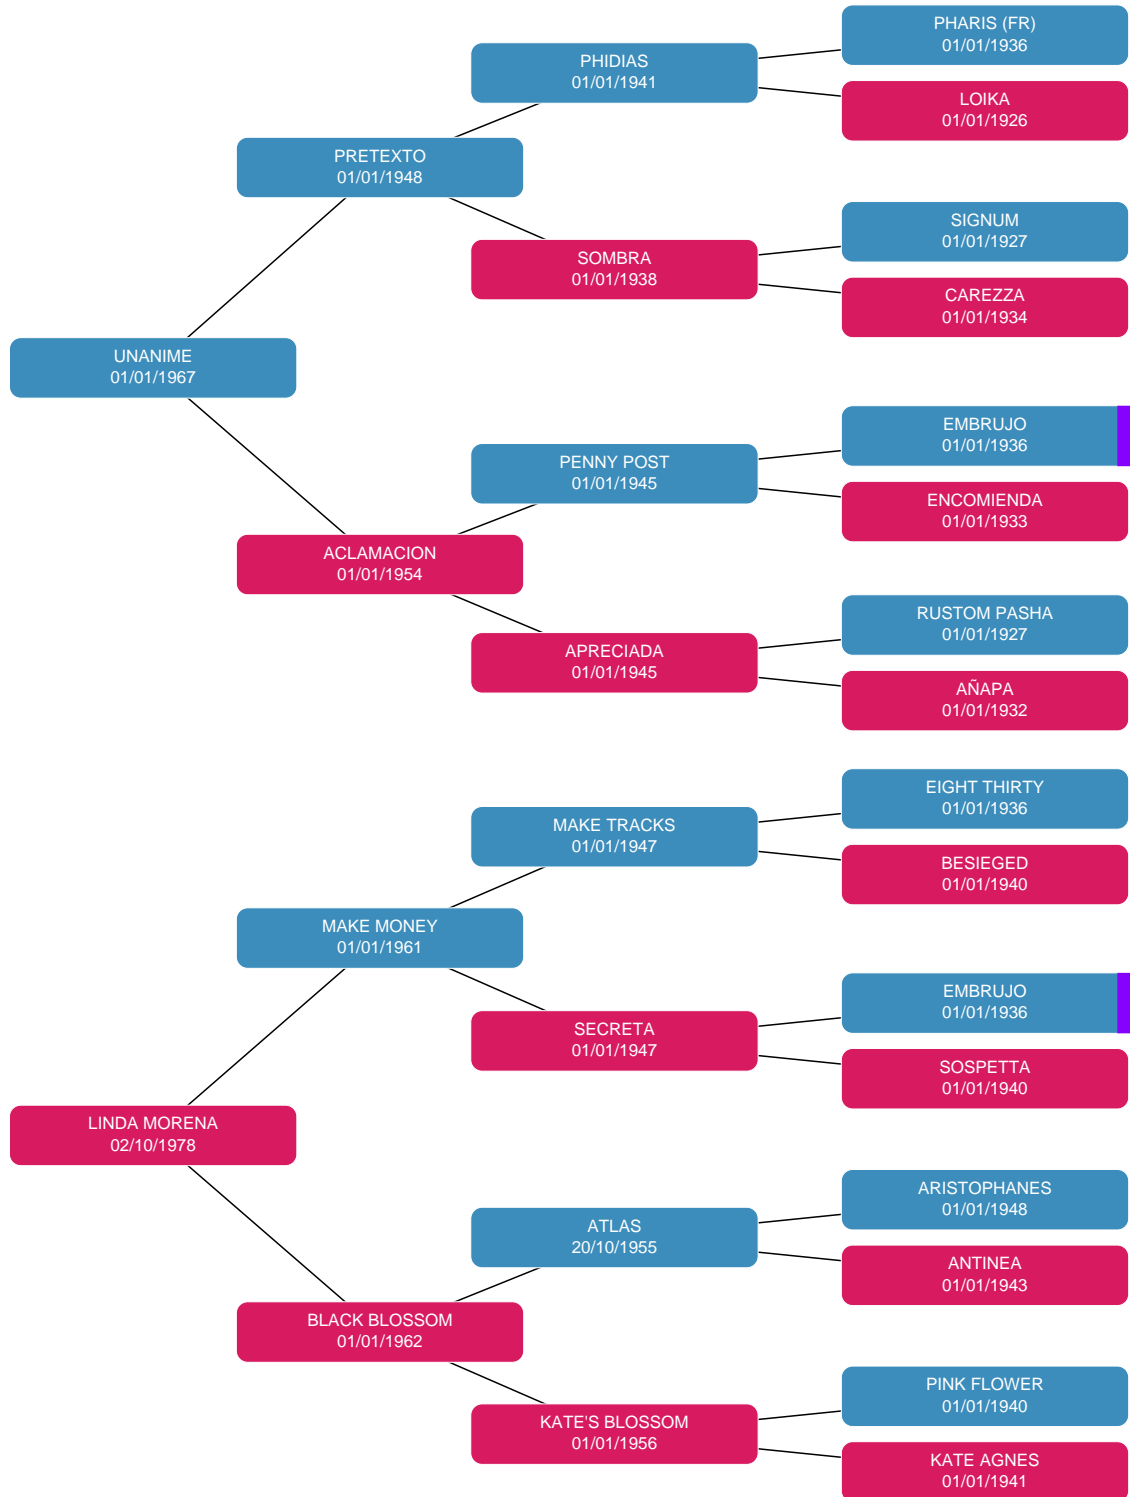 PHARIS (FR)
01/01/1936
PHIDIAS
01/01/1941
LOIKA
01/01/1926
PRETEXTO
01/01/1948
SIGNUM
01/01/1927
SOMBRA
01/01/1938
CAREZZA
01/01/1934
UNANIME
01/01/1967
EMBRUJO
01/01/1936
PENNY POST
01/01/1945
ENCOMIENDA
01/01/1933
ACLAMACION
01/01/1954
RUSTOM PASHA
01/01/1927
APRECIADA
01/01/1945
AÑAPA
01/01/1932
EIGHT THIRTY
01/01/1936
MAKE TRACKS
01/01/1947
BESIEGED
01/01/1940
MAKE MONEY
01/01/1961
EMBRUJO
01/01/1936
SECRETA
01/01/1947
SOSPETTA
01/01/1940
LINDA MORENA
02/10/1978
ARISTOPHANES
01/01/1948
ATLAS
20/10/1955
ANTINEA
01/01/1943
BLACK BLOSSOM
01/01/1962
PINK FLOWER
01/01/1940
KATE'S BLOSSOM
01/01/1956
KATE AGNES
01/01/1941